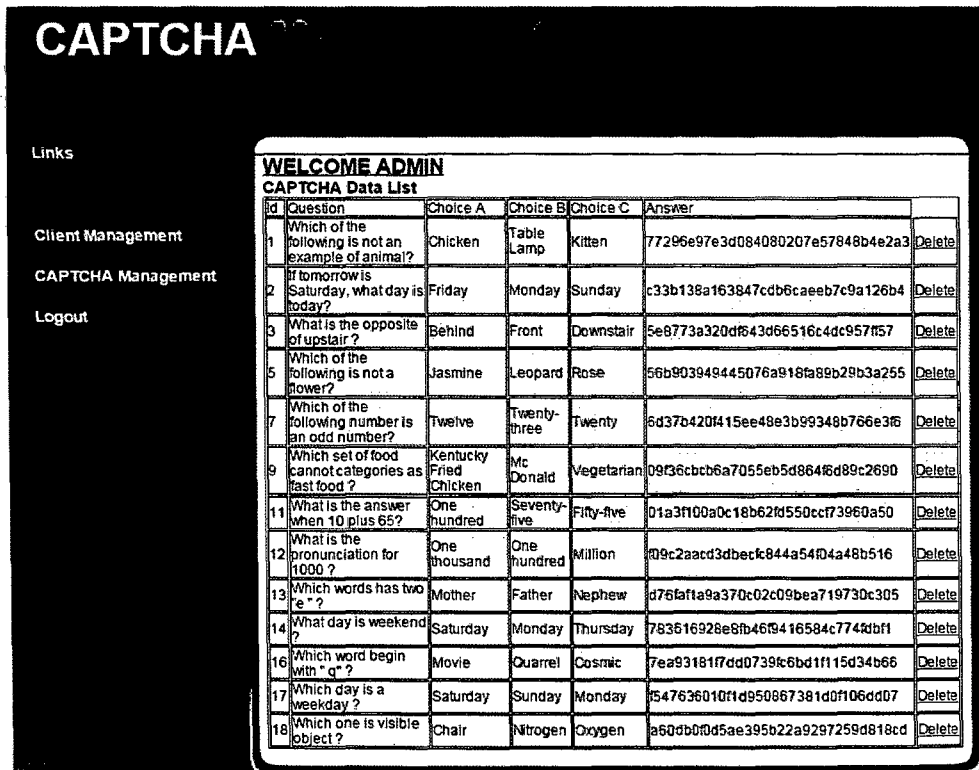 CAPTCHA
Links
Client Management
CAPTCHA Management
Logout
WELCOME ADMIN
CAPTCHA Data List
Id Question Choice A Choice B Choice C Answer
1 Which of the following is not an example of animal? Chicken Table Lamp Kitten 77296e97e3d084080207e57848b4e2a3 Delete
2 If tomorrow is Saturday, what day is today? Friday Monday Sunday c33b138a163847cdb6caeeb7c9a126b4 Delete
3 What is the opposite of upstair ? Behind Front Downstair 5e8773a320df643d66516c4dc957ff57 Delete
5 Which of the following is not a flower? Jasmine Leopard Rose 56b903949445076a918fa89b29b3a255 Delete
7 Which of the following number is an odd number? Twelve Twenty-three Twenty 6d37b420f415ee48e3b99348b766e3f6 Delete
9 Which set of food cannot categories as fast food ? Kentucky Fried Chicken Mc Donald Vegetarian 09f36cbcb6a7055eb5d864f6d89c2690 Delete
11 What is the answer when 10 plus 65? One hundred Seventy-five Fifty-five 01a3f100a0c18b62fd550ccf73960a50 Delete
12 What is the pronunciation for 1000 ? One thousand One hundred Million f09c2aacd3dbecfc844a54f04a48b516 Delete
13 Which words has two "e " ? Mother Father Nephew d76faf1a9a370c02c09bea719730c305 Delete
14 What day is weekend ? Saturday Monday Thursday 783616928e8fb46f9416584c774fdbf1 Delete
16 Which word begin with " q" ? Movie Quarrel Cosmic 7ea93181f7dd0739fc6bd1f115d34b66 Delete
17 Which day is a weekday ? Saturday Sunday Monday f547636010f1d950867381d0f106dd07 Delete
18 Which one is visible object ? Chair Nitrogen Oxygen a60db0f0d5ae395b22a9297259d818cd Delete